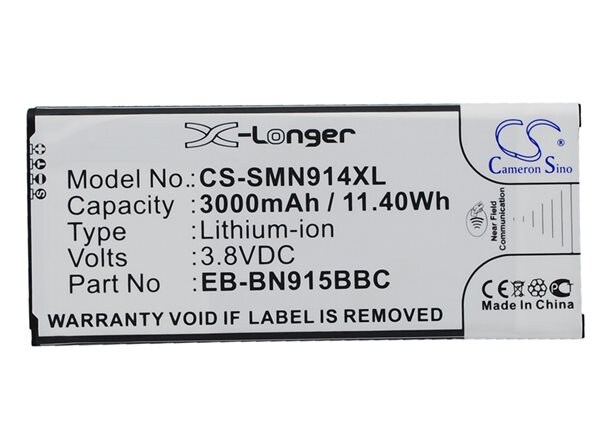 X-Longer
Model No.: CS-SMN914XL
Capacity : 3000mAh / 11.40Wh
Type : Lithium-ion
Volts : 3.8VDC
Part No. : EB-BN915BBC
WARRANTY VOID IF LABEL IS REMOVED
CS
Cameron Sino
Near Field
Communication
CE
Made In China